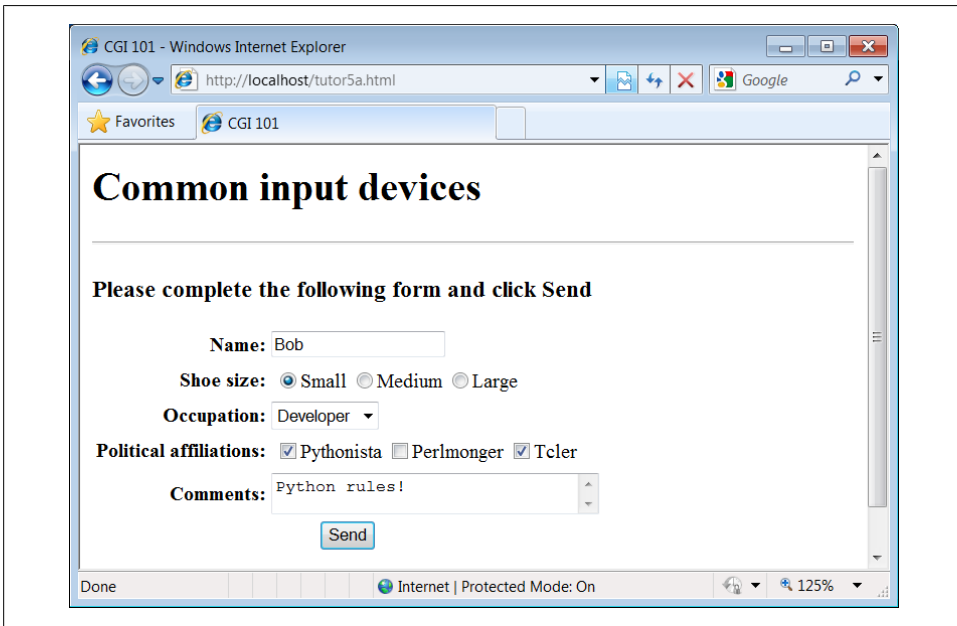 CGI 101 - Windows Internet Explorer
http://localhost/tutor5a.html
Google
Favorites
CGI 101
Common input devices
Please complete the following form and click Send
Name: Bob
Shoe size: Small Medium Large
Occupation: Developer
Political affiliations: Pythonista Perlmonger Tcler
Comments: Python rules!
Send
Done Internet | Protected Mode: On 125%